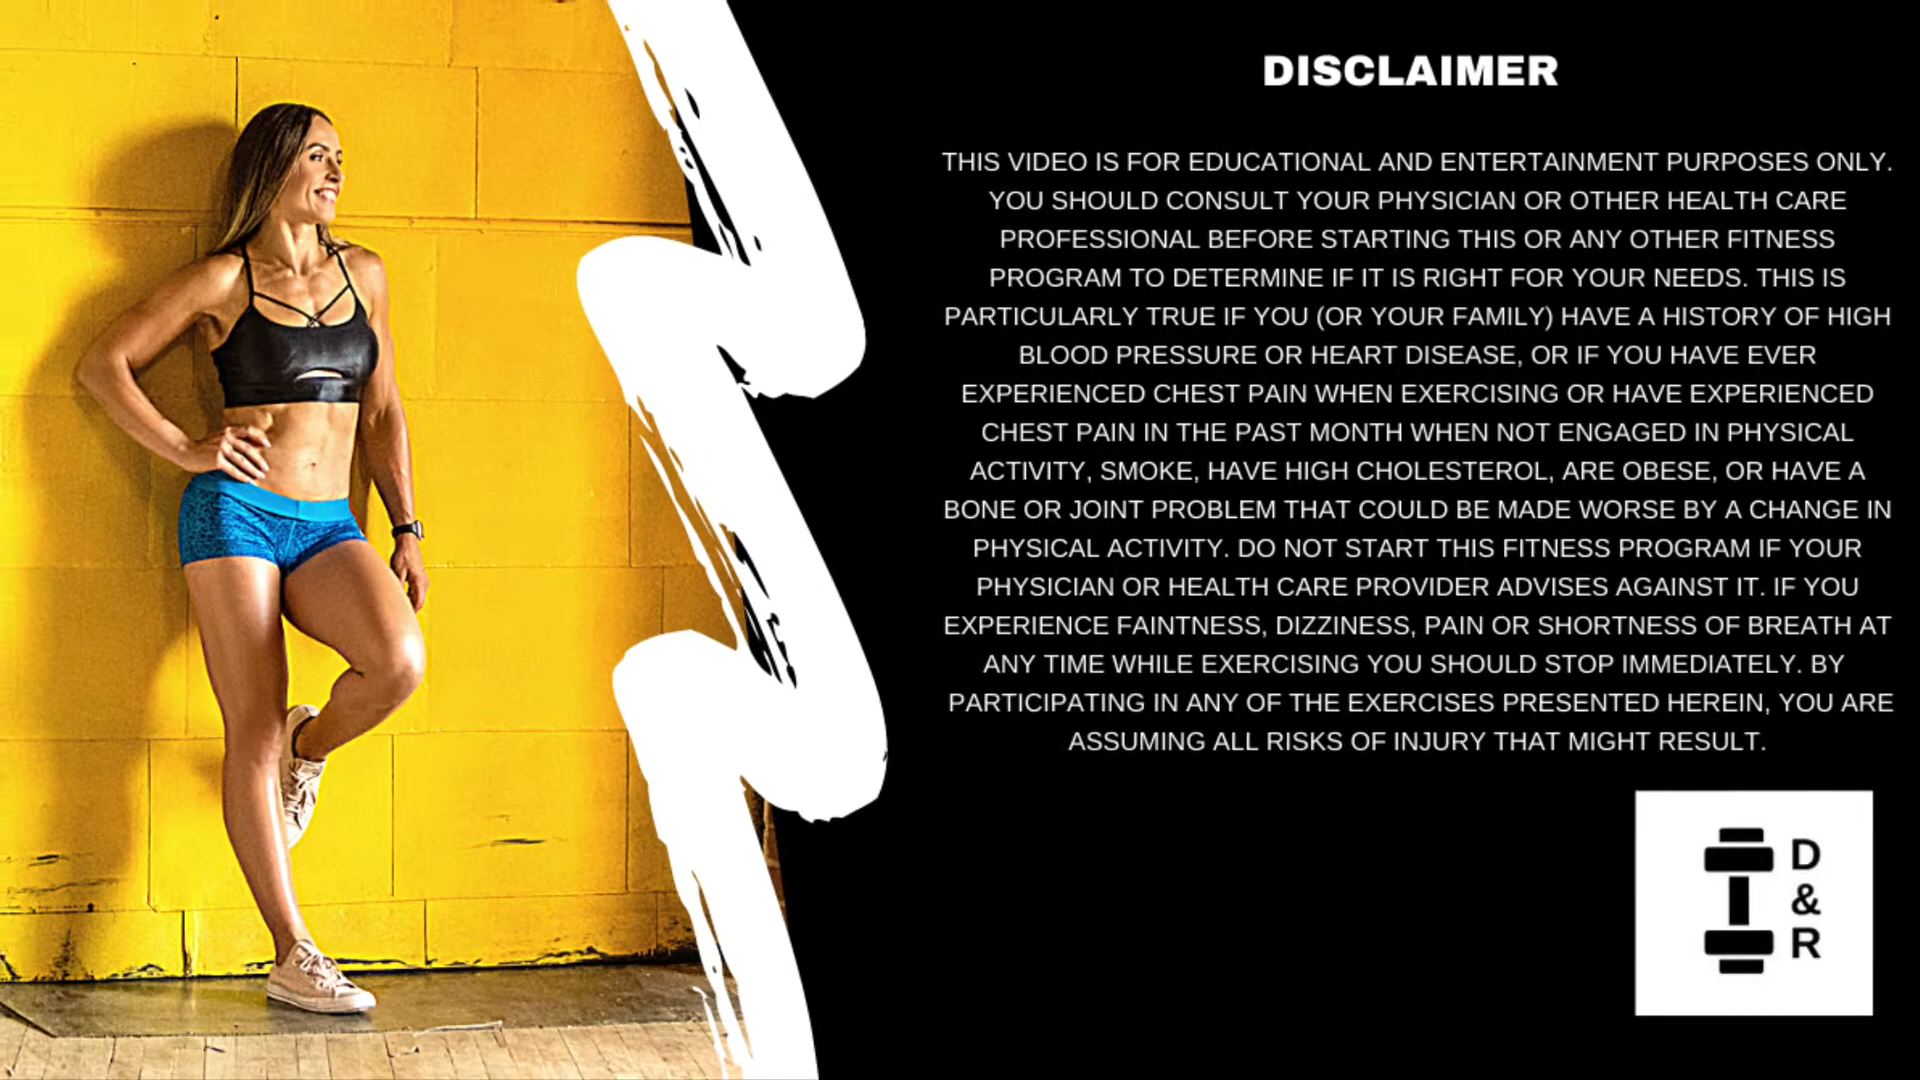 DISCLAIMER
THIS VIDEO IS FOR EDUCATIONAL AND ENTERTAINMENT PURPOSES ONLY.
YOU SHOULD CONSULT YOUR PHYSICIAN OR OTHER HEALTH CARE
PROFESSIONAL BEFORE STARTING THIS OR ANY OTHER FITNESS
PROGRAM TO DETERMINE IF IT IS RIGHT FOR YOUR NEEDS. THIS IS
PARTICULARLY TRUE IF YOU (OR YOUR FAMILY) HAVE A HISTORY OF HIGH
BLOOD PRESSURE OR HEART DISEASE, OR IF YOU HAVE EVER
EXPERIENCED CHEST PAIN WHEN EXERCISING OR HAVE EXPERIENCED
CHEST PAIN IN THE PAST MONTH WHEN NOT ENGAGED IN PHYSICAL
ACTIVITY, SMOKE, HAVE HIGH CHOLESTEROL, ARE OBESE, OR HAVE A
BONE OR JOINT PROBLEM THAT COULD BE MADE WORSE BY A CHANGE IN
PHYSICAL ACTIVITY. DO NOT START THIS FITNESS PROGRAM IF YOUR
PHYSICIAN OR HEALTH CARE PROVIDER ADVISES AGAINST IT. IF YOU
EXPERIENCE FAINTNESS, DIZZINESS, PAIN OR SHORTNESS OF BREATH AT
ANY TIME WHILE EXERCISING YOU SHOULD STOP IMMEDIATELY. BY
PARTICIPATING IN ANY OF THE EXERCISES PRESENTED HEREIN, YOU ARE
ASSUMING ALL RISKS OF INJURY THAT MIGHT RESULT.
D
&
R